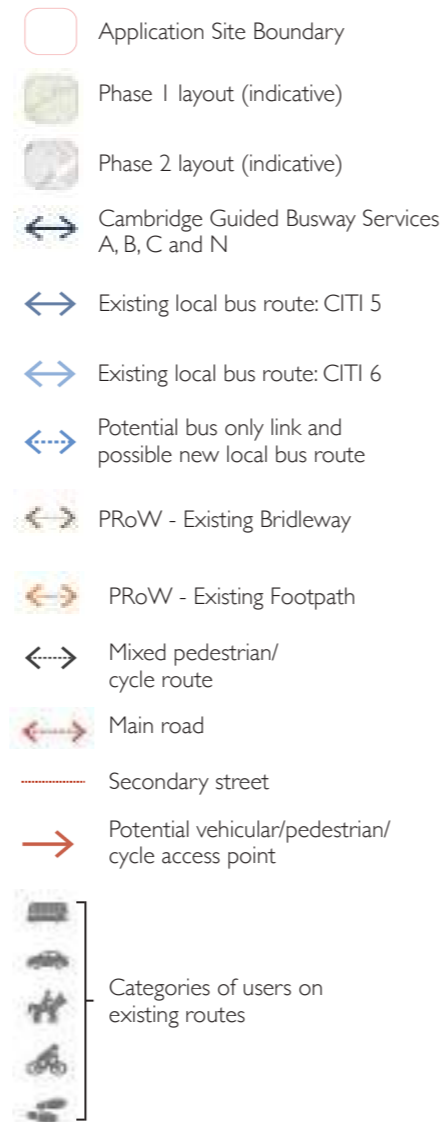 Application Site Boundary
Phase 1 layout (indicative)
Phase 2 layout (indicative)
Cambridge Guided Busway Services
A, B, C and N
Existing local bus route: CITI 5
Existing local bus route: CITI 6
Potential bus only link and
possible new local bus route
PRoW - Existing Bridleway
PRoW - Existing Footpath
Mixed pedestrian/
cycle route
Main road
Secondary street
Potential vehicular/pedestrian/
cycle access point
Categories of users on
existing routes